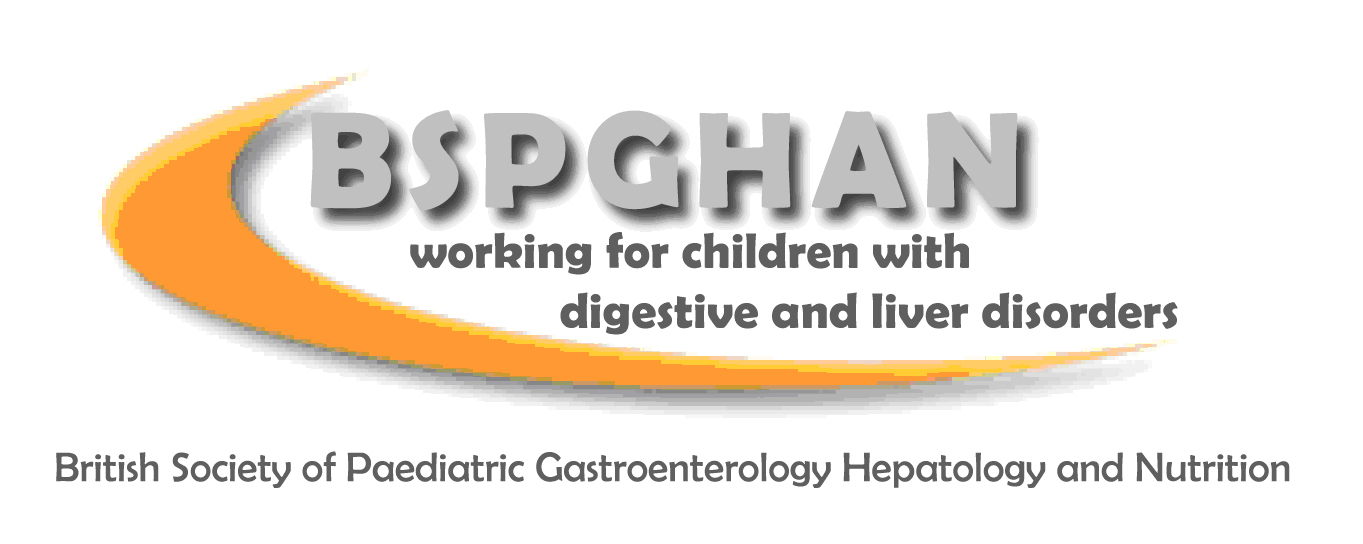 BSPGHAN
working for children with
digestive and liver disorders
British Society of Paediatric Gastroenterology Hepatology and Nutrition